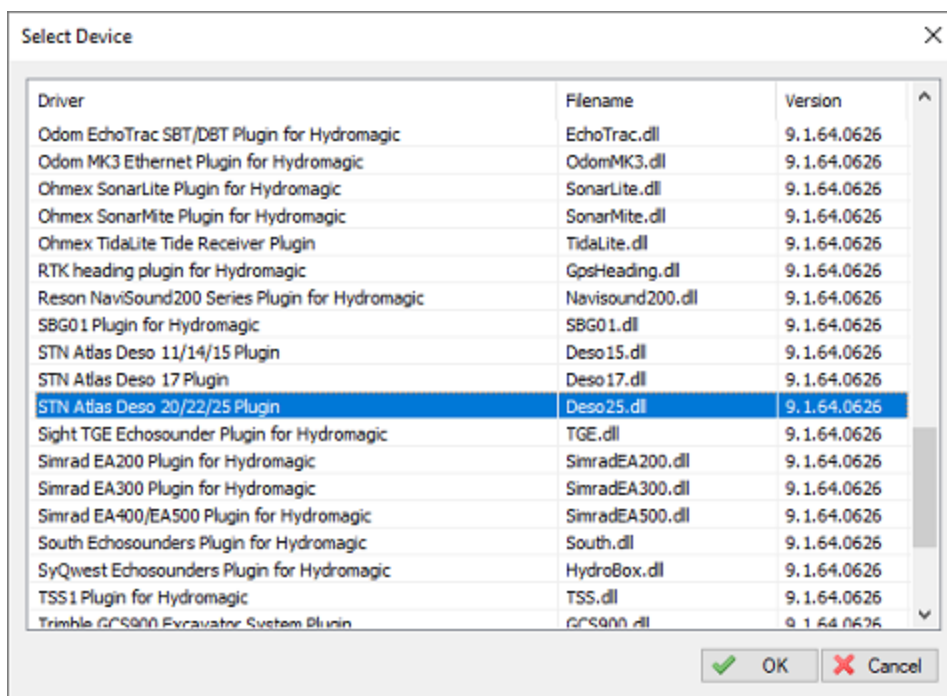 Select Device
Driver Filename Version
Odom EchoTrac SBT/DBT Plugin for Hydromagic EchoTrac.dll 9.1.64.0626
Odom MK3 Ethernet Plugin for Hydromagic OdomMK3.dll 9.1.64.0626
Ohmex SonarLite Plugin for Hydromagic SonarLite.dll 9.1.64.0626
Ohmex SonarMite Plugin for Hydromagic SonarMite.dll 9.1.64.0626
Ohmex TidaLite Tide Receiver Plugin TidaLite.dll 9.1.64.0626
RTK heading plugin for Hydromagic GpsHeading.dll 9.1.64.0626
Reson NaviSound200 Series Plugin for Hydromagic Navisound200.dll 9.1.64.0626
SBG01 Plugin for Hydromagic SBG01.dll 9.1.64.0626
STN Atlas Deso 11/14/15 Plugin Deso15.dll 9.1.64.0626
STN Atlas Deso 17 Plugin Deso17.dll 9.1.64.0626
STN Atlas Deso 20/22/25 Plugin Deso25.dll 9.1.64.0626
Sight TGE Echosounder Plugin for Hydromagic TGE.dll 9.1.64.0626
Simrad EA200 Plugin for Hydromagic SimradEA200.dll 9.1.64.0626
Simrad EA300 Plugin for Hydromagic SimradEA300.dll 9.1.64.0626
Simrad EA400/EA500 Plugin for Hydromagic SimradEA500.dll 9.1.64.0626
South Echosounders Plugin for Hydromagic South.dll 9.1.64.0626
SyQwest Echosounders Plugin for Hydromagic HydroBox.dll 9.1.64.0626
TSS1 Plugin for Hydromagic TSS.dll 9.1.64.0626
Trimble GCS900 Excavator System Plugin GCS900.dll 9.1.64.0626
OK Cancel